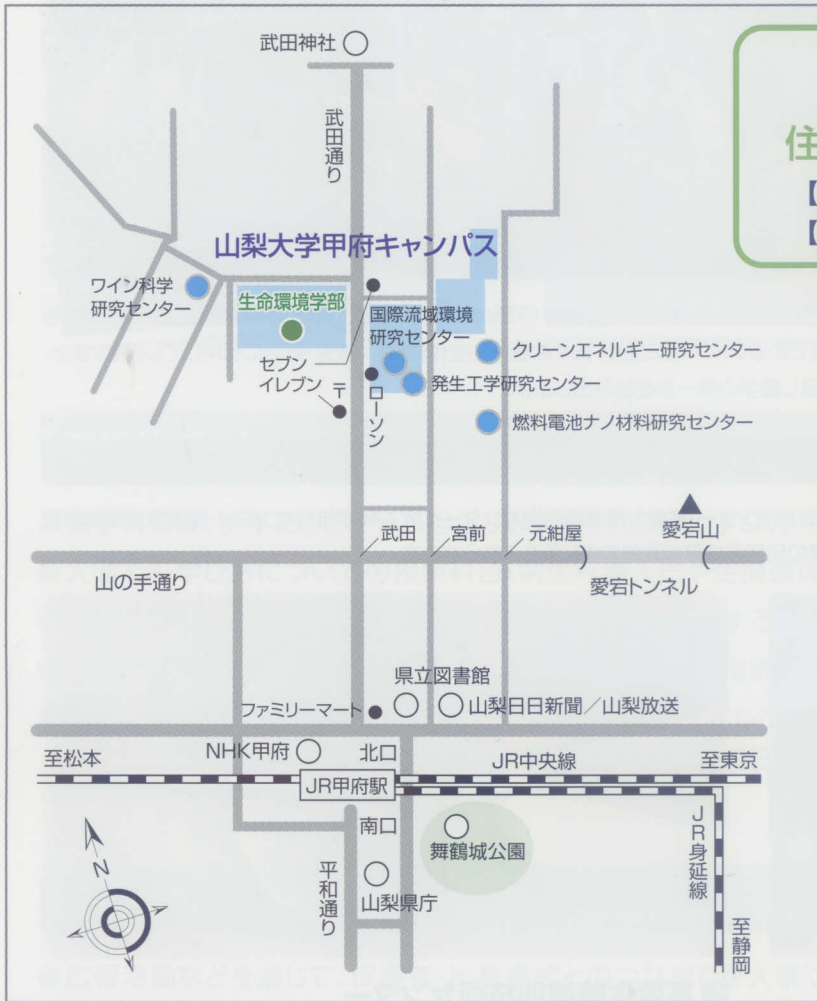 武田神社
武田通り
住
【
【
山梨大学甲府キャンパス
ワイン科学
研究センター
生命環境学部
国際流域環境
研究センター
セブン
イレブン
〒
ローソン
クリーンエネルギー研究センター
発生工学研究センター
燃料電池ナノ材料研究センター
愛宕山
武田
宮前
元紺屋
山の手通り
愛宕トンネル
県立図書館
ファミリーマート
山梨日日新聞/山梨放送
NHK甲府
北口
至松本
JR中央線
至東京
JR甲府駅
南口
舞鶴城公園
JR身延線
平和通り
山梨県庁
至静岡
N